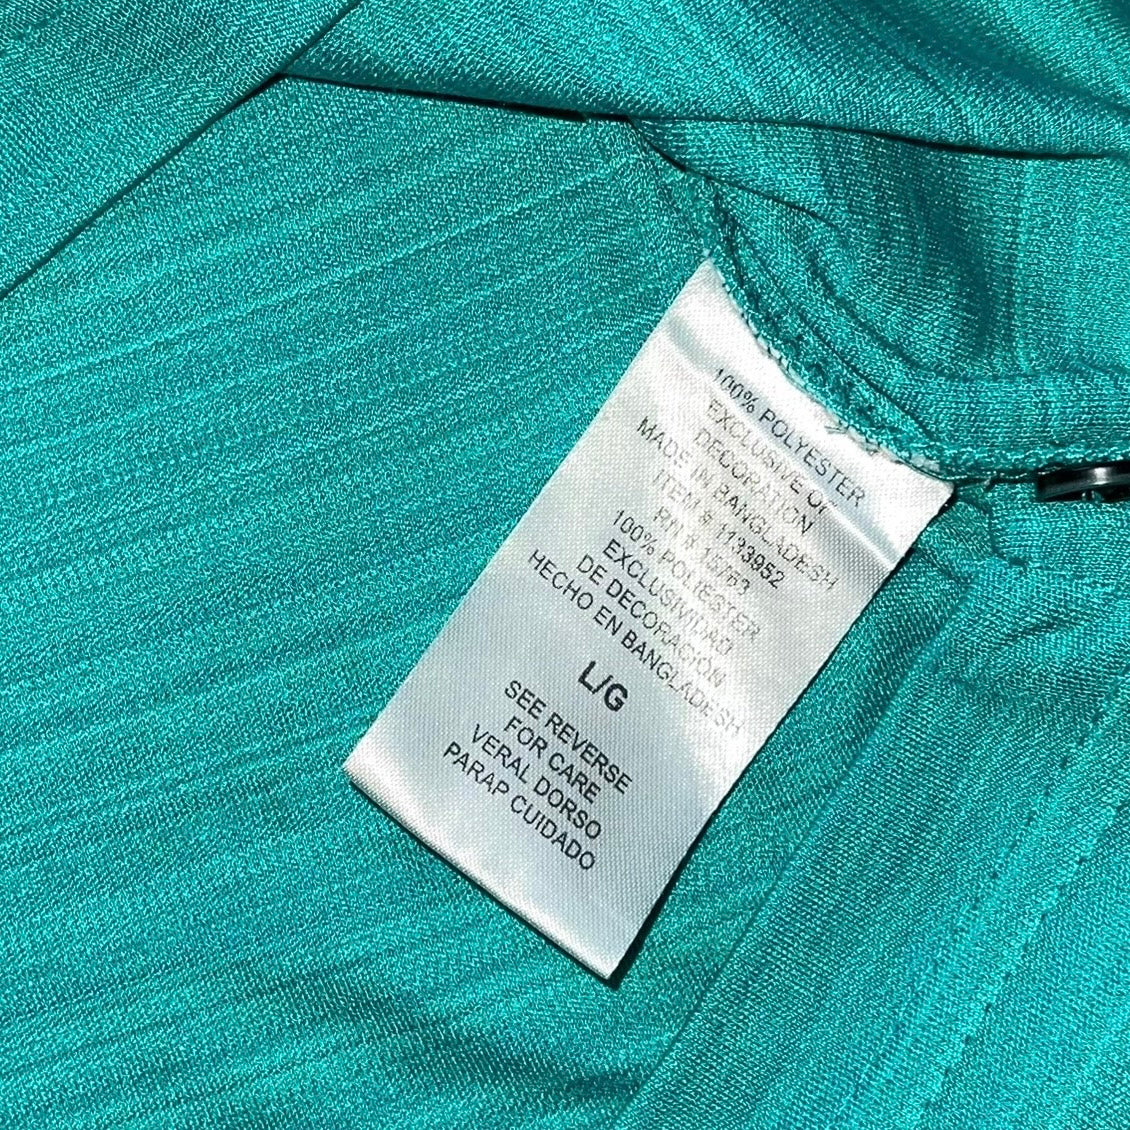 100% POLYESTER
EXCLUSIVE OF
DECORATION
MADE IN BANGLADESH
ITEM # 1133952
RN # 15763
100% POLIESTER
EXCLUSIVIDAD
DE DECORACIÓN
HECHO EN BANGLADESH
L/G
SEE REVERSE
FOR CARE
VERAL DORSO
PARAP CUIDADO